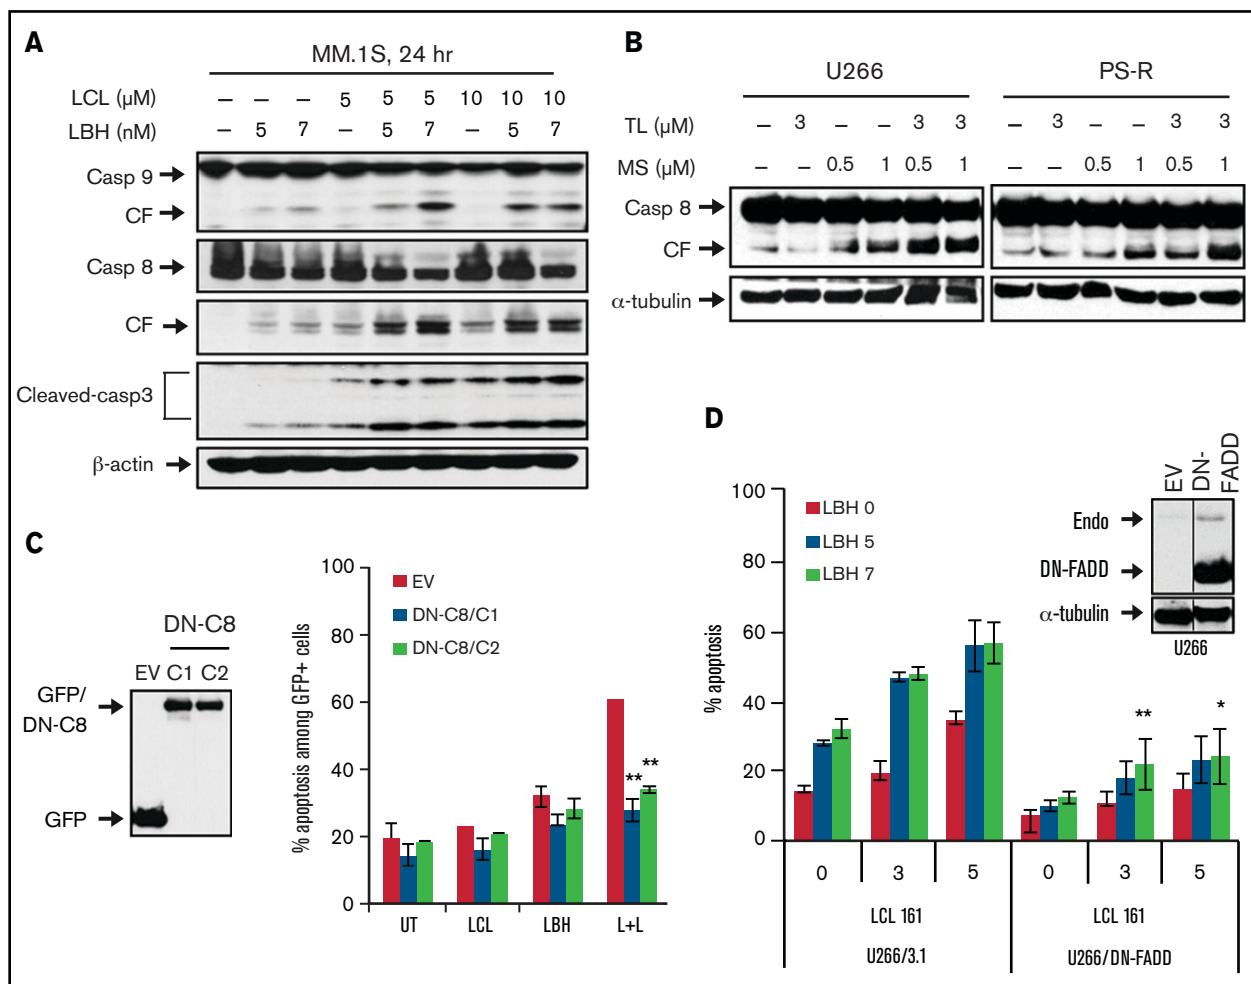 A
MM.1S, 24 hr
LCL (μM) – – – 5 5 5 10 10 10
LBH (nM) – 5 7 – 5 7 – 5 7
Casp 9
CF
Casp 8
CF
Cleaved-casp3
β-actin
B
U266 PS-R
TL (μM) – 3 – – 3 3 – 3 – – 3 3
MS (μM) – – 0.5 1 0.5 1 – – 0.5 1 0.5 1
Casp 8
CF
α-tubulin
C
DN-C8
EV C1 C2
GFP/
DN-C8
GFP
% apoptosis among GFP+ cells
100
80
60
40
20
0
EV
DN-C8/C1
DN-C8/C2
** **
UT LCL LBH L+L
D
% apoptosis
100
80
60
40
20
0
LBH 0
LBH 5
LBH 7
EV
DN-
FADD
Endo
DN-FADD
α-tubulin
U266
** *
0 3 5 0 3 5
LCL 161 LCL 161
U266/3.1 U266/DN-FADD